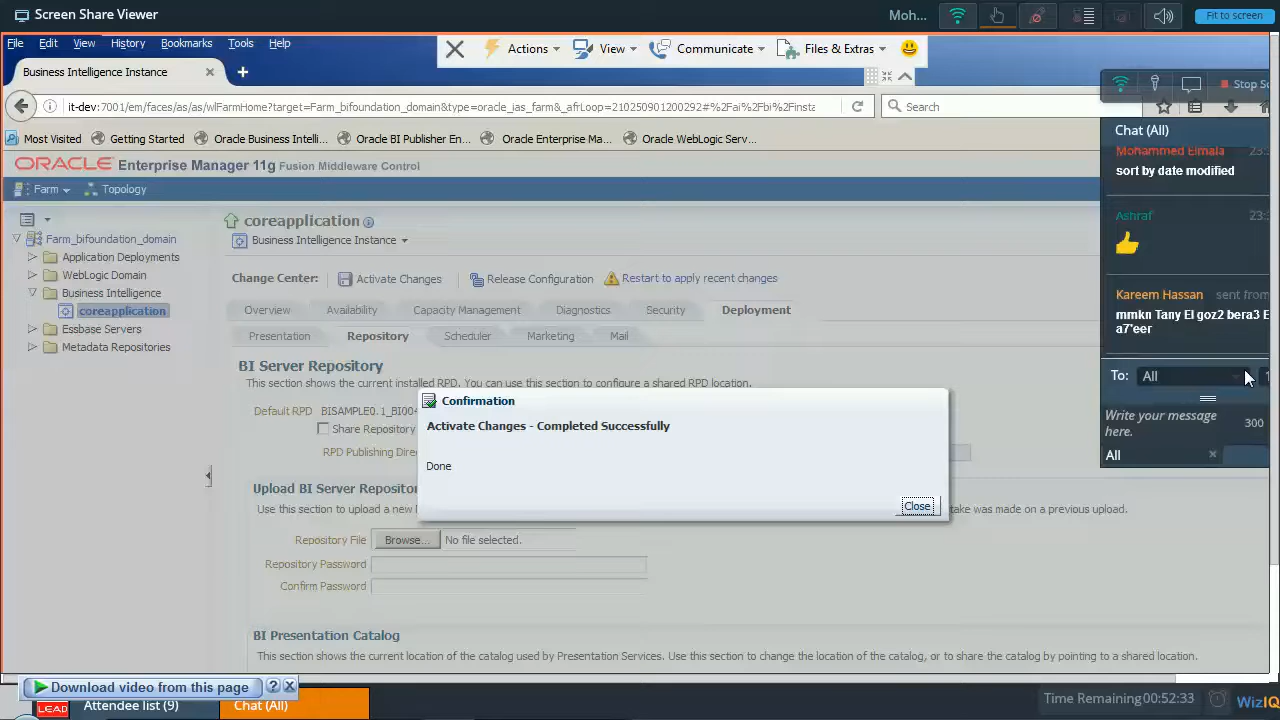 Screen Share Viewer
Moh...
Fit to screen
File Edit View History Bookmarks Tools Help
Actions View Communicate Files & Extras
Business Intelligence Instance
it-dev:7001/em/faces/as/as/wlFarmHome?target=Farm_bifoundation_domain&type=oracle_ias_farm&_afrLoop=210250901200292#%2Fai%2Fbi%2Finsta
Search
Stop Sc
Most Visited Getting Started Oracle Business Intelli... Oracle BI Publisher En... Oracle Enterprise Ma... Oracle WebLogic Serv...
ORACLE Enterprise Manager 11g Fusion Middleware Control
Farm Topology
Farm_bifoundation_domain
Application Deployments
WebLogic Domain
Business Intelligence
coreapplication
Essbase Servers
Metadata Repositories
coreapplication
Business Intelligence Instance
Change Center: Activate Changes Release Configuration Restart to apply recent changes
Overview Availability Capacity Management Diagnostics Security Deployment
Presentation Repository Scheduler Marketing Mail
BI Server Repository
This section shows the current installed RPD. You can use this section to configure a shared RPD location.
Default RPD BISAMPLE0.1_BI004
Share Repository
RPD Publishing Direc
Confirmation
Activate Changes - Completed Successfully
Done
Close
Upload BI Server Repositor
Use this section to upload a new take was made on a previous upload.
Repository File Browse... No file selected.
Repository Password
Confirm Password
BI Presentation Catalog
This section shows the current location of the catalog used by Presentation Services. Use this section to change the location of the catalog, or to share the catalog by pointing to a shared location.
Chat (All)
Mohammed Elmala 23:
sort by date modified
Ashraf 23:
Kareem Hassan sent from
mmkn Tany El goz2 bera3 E
a7'eer
To: All
Write your message
here.
300
All
Download video from this page ?
LEAD
Attendee list (9)
Chat (All)
Time Remaining 00:52:33
WizIQ